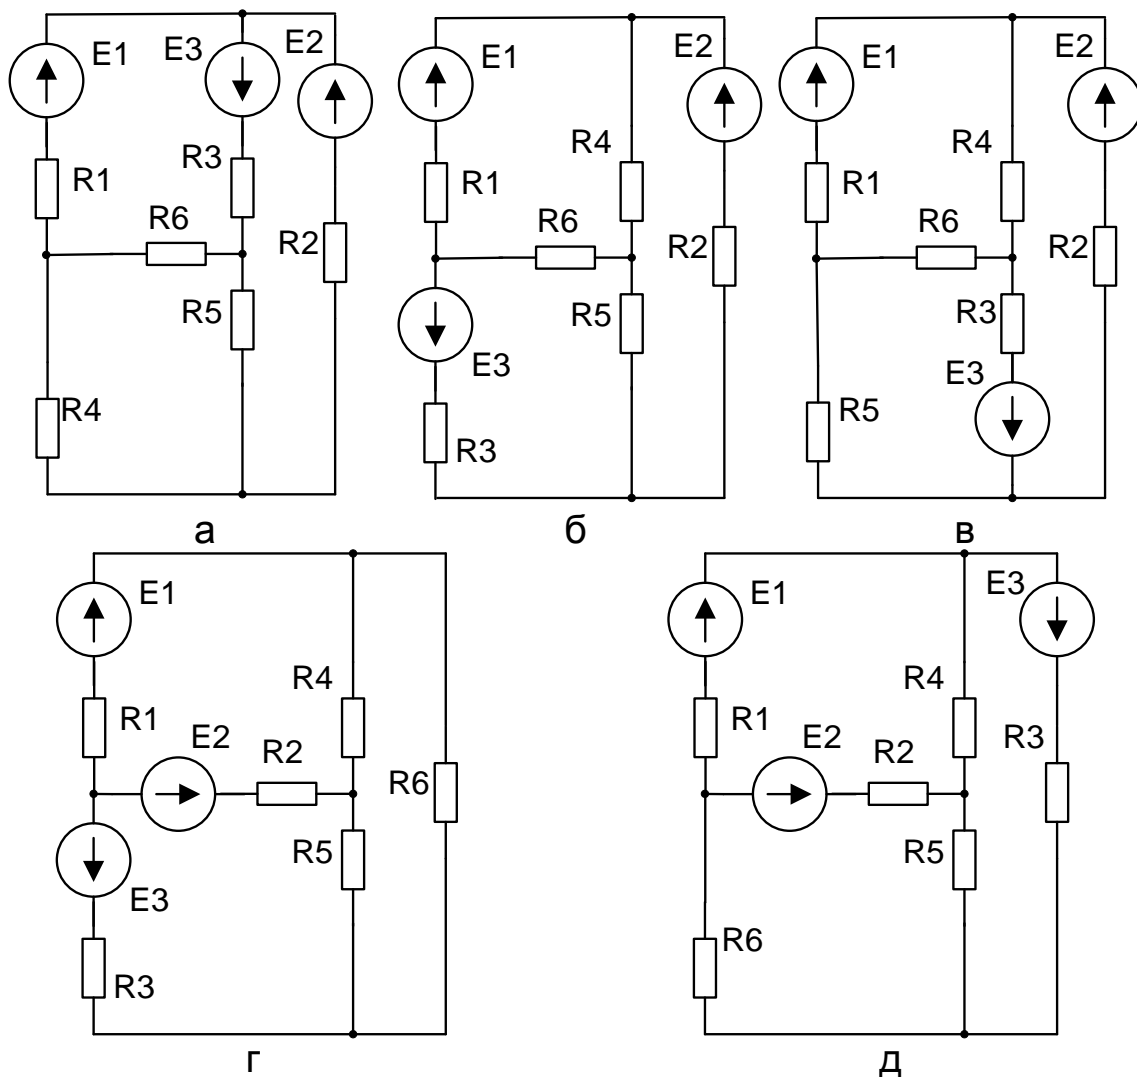 E1 E3 E2
R1 R3
R6 R2
R5
R4
а
E1 E2
R4
R1 R6 R2
R5
E3
R3
б
E1 E2
R4
R1 R6 R2
R3
E3
R5
в
E1
R4
R1 E2 R2
R6
R5
E3
R3
г
E1 E3
R4
R1 E2 R2 R3
R5
R6
д